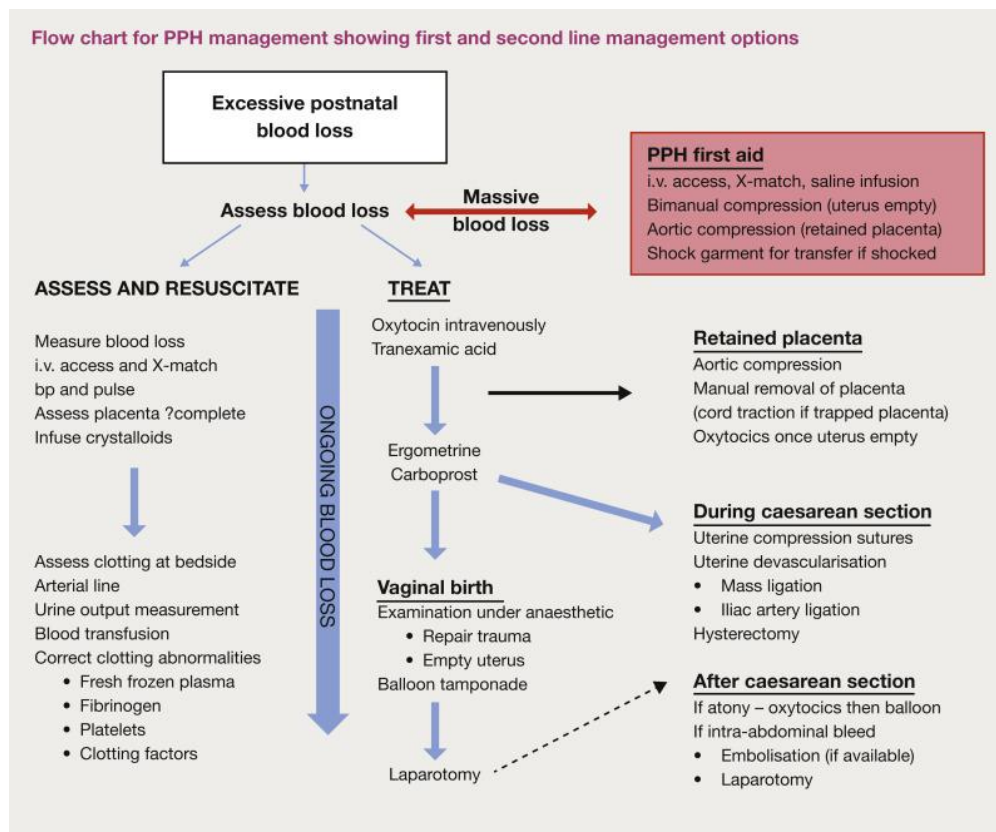 Flow chart for PPH management showing first and second line management options
Excessive postnatal
blood loss
Assess blood loss
Massive
blood loss
PPH first aid
i.v. access, X-match, saline infusion
Bimanual compression (uterus empty)
Aortic compression (retained placenta)
Shock garment for transfer if shocked
ASSESS AND RESUSCITATE
Measure blood loss
i.v. access and X-match
bp and pulse
Assess placenta ?complete
Infuse crystalloids
Assess clotting at bedside
Arterial line
Urine output measurement
Blood transfusion
Correct clotting abnormalities
• Fresh frozen plasma
• Fibrinogen
• Platelets
• Clotting factors
ONGOING BLOOD LOSS
TREAT
Oxytocin intravenously
Tranexamic acid
Ergometrine
Carboprost
Vaginal birth
Examination under anaesthetic
• Repair trauma
• Empty uterus
Balloon tamponade
Laparotomy
Retained placenta
Aortic compression
Manual removal of placenta
(cord traction if trapped placenta)
Oxytocics once uterus empty
During caesarean section
Uterine compression sutures
Uterine devascularisation
• Mass ligation
• Iliac artery ligation
Hysterectomy
After caesarean section
If atony – oxytocics then balloon
If intra-abdominal bleed
• Embolisation (if available)
• Laparotomy